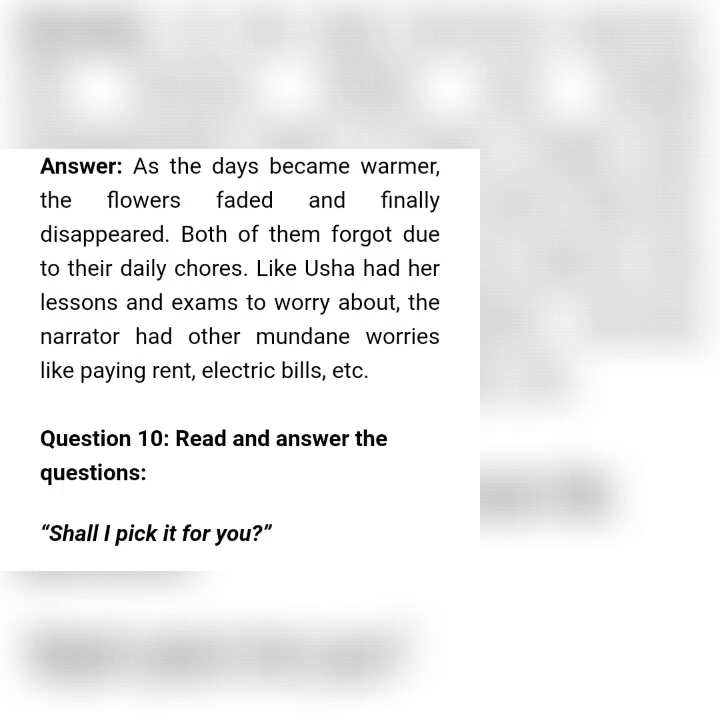 Answer: As the days became warmer,
the flowers faded and finally
disappeared. Both of them forgot due
to their daily chores. Like Usha had her
lessons and exams to worry about, the
narrator had other mundane worries
like paying rent, electric bills, etc.
Question 10: Read and answer the
questions:
“Shall I pick it for you?”